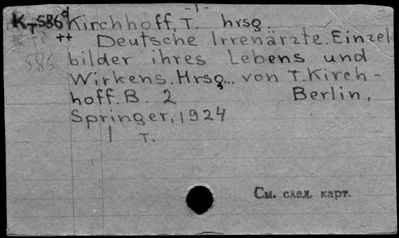 -1-
К-586d Kirchhoff, T. hrsg.
++ Deutsche Irrenärzte. Einzel
586 bilder ihres Lebens und
Wirkens. Hrsg... von T. Kirch-
hoff. B. 2 Berlin,
Springer, 1924
1 т.
См. след. карт.